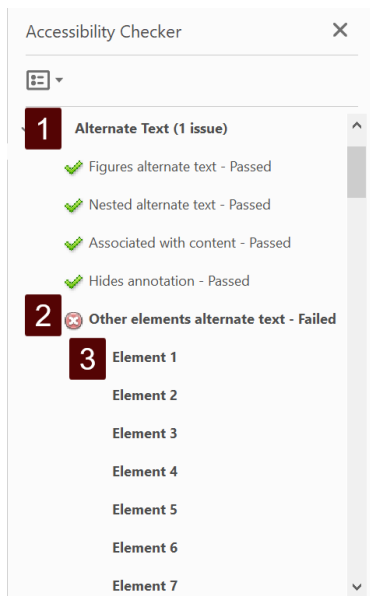 Accessibility Checker
1 Alternate Text (1 issue)
Figures alternate text - Passed
Nested alternate text - Passed
Associated with content - Passed
Hides annotation - Passed
2 Other elements alternate text - Failed
3 Element 1
Element 2
Element 3
Element 4
Element 5
Element 6
Element 7